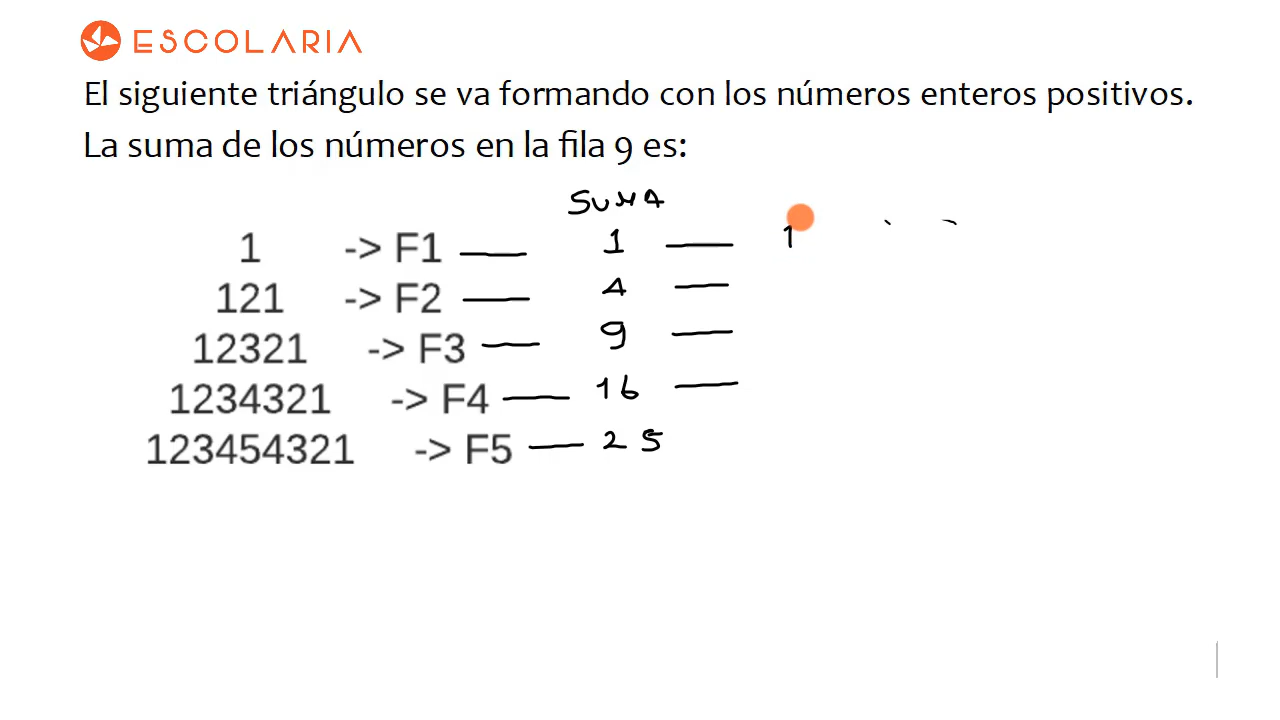 ESCOLARIA
El siguiente triángulo se va formando con los números enteros positivos.
La suma de los números en la fila 9 es:
SUMA
1 -> F1 — 1 — 1
121 -> F2 — 4 —
12321 -> F3 — 9 —
1234321 -> F4 — 16 —
123454321 -> F5 — 25